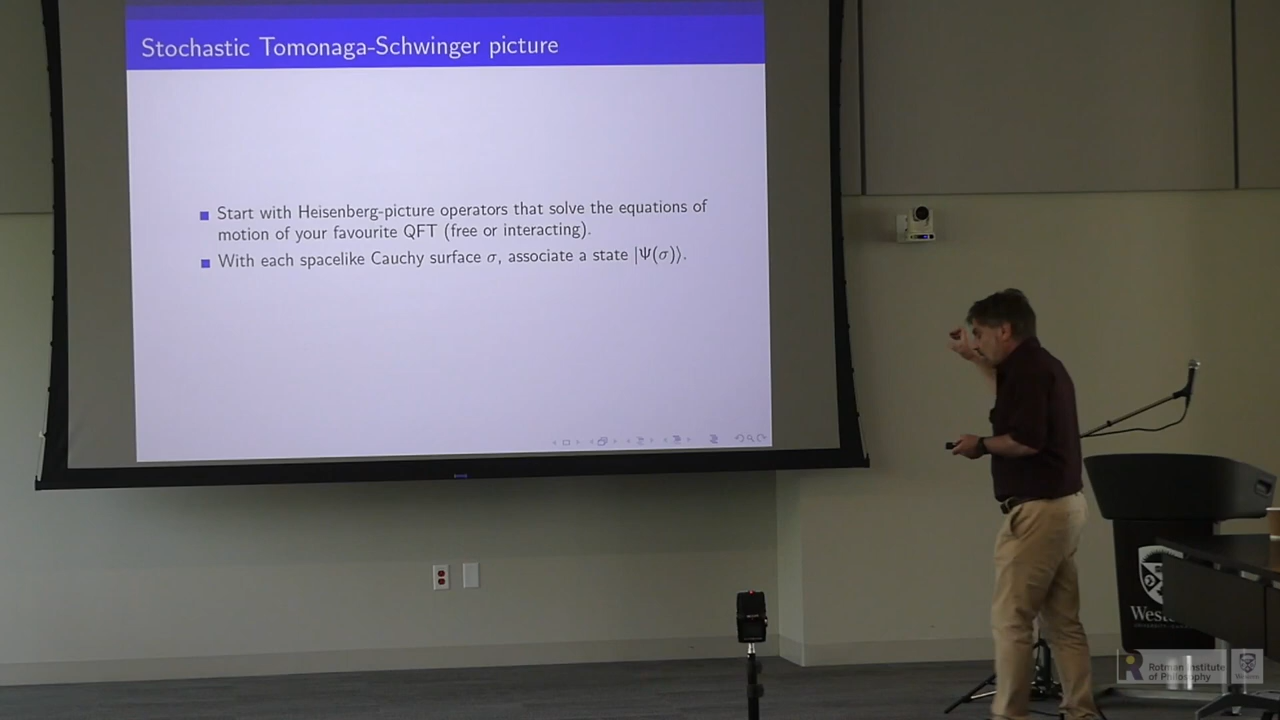 Stochastic Tomonaga-Schwinger picture
Start with Heisenberg-picture operators that solve the equations of
motion of your favourite QFT (free or interacting).
With each spacelike Cauchy surface σ, associate a state |Ψ(σ)⟩.
Rotman Institute
of Philosophy